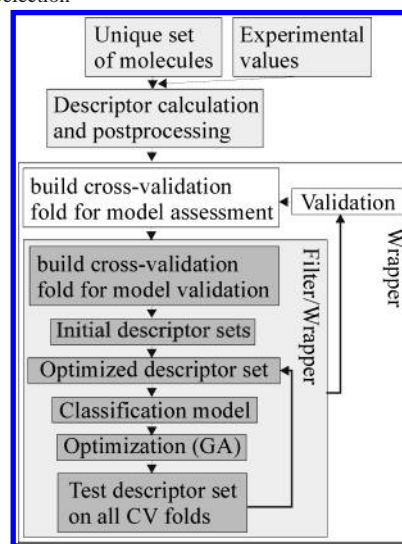 selection
Unique set
of molecules
Experimental
values
Descriptor calculation
and postprocessing
build cross-validation
fold for model assessment
Validation
Wrapper
Filter/Wrapper
build cross-validation
fold for model validation
Initial descriptor sets
Optimized descriptor set
Classification model
Optimization (GA)
Test descriptor set
on all CV folds